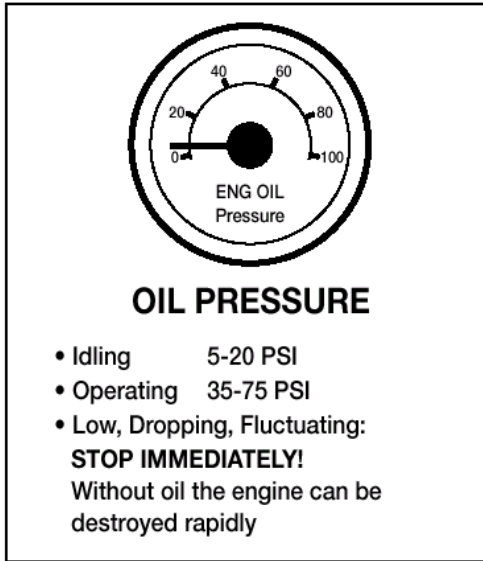 40 60
20 80
0 100
ENG OIL
Pressure
OIL PRESSURE
• Idling 5-20 PSI
• Operating 35-75 PSI
• Low, Dropping, Fluctuating:
STOP IMMEDIATELY!
Without oil the engine can be
destroyed rapidly